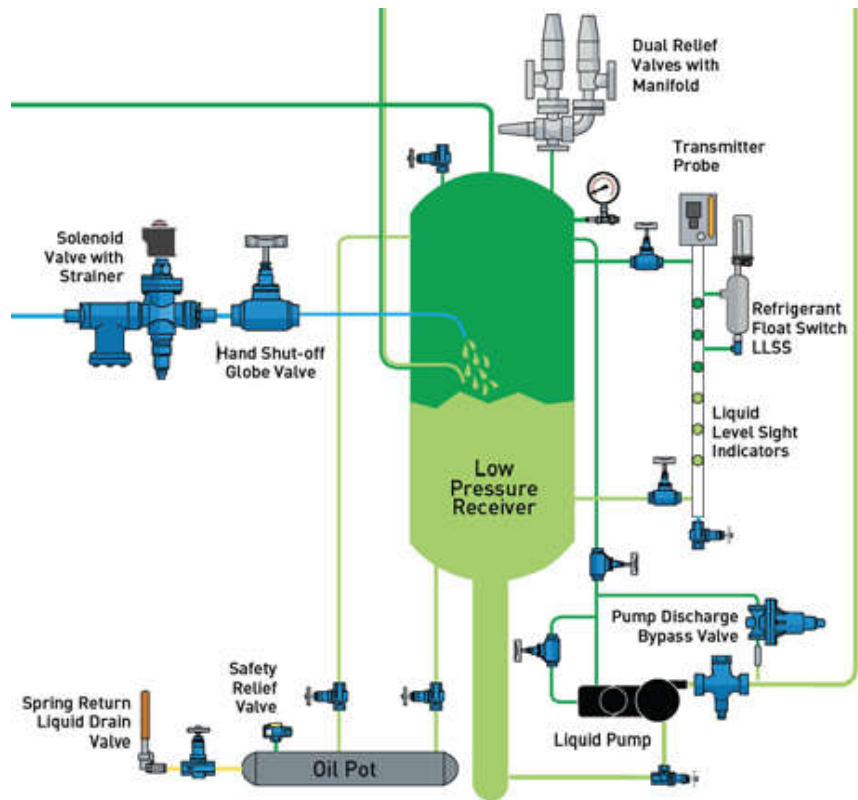 Dual Relief
Valves with
Manifold
Transmitter
Probe
Solenoid
Valve with
Strainer
Hand Shut-off
Globe Valve
Refrigerant
Float Switch
LLSS
Liquid
Level Sight
Indicators
Low
Pressure
Receiver
Pump Discharge
Bypass Valve
Safety
Relief
Valve
Spring Return
Liquid Drain
Valve
Liquid Pump
Oil Pot